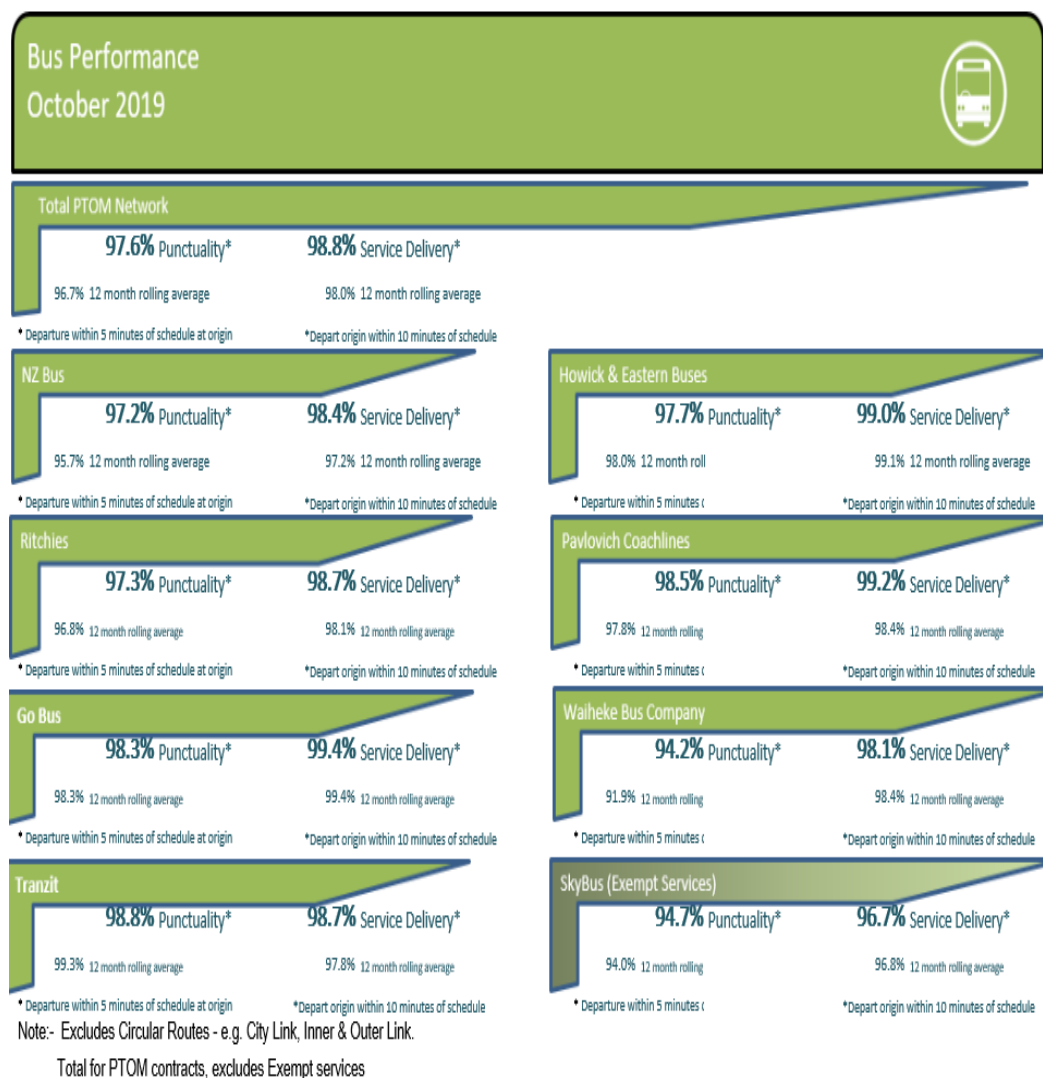 Bus Performance
October 2019
Total PTOM Network
97.6% Punctuality* 98.8% Service Delivery*
96.7% 12 month rolling average 98.0% 12 month rolling average
* Departure within 5 minutes of schedule at origin *Depart origin within 10 minutes of schedule
NZ Bus
97.2% Punctuality* 98.4% Service Delivery*
95.7% 12 month rolling average 97.2% 12 month rolling average
* Departure within 5 minutes of schedule at origin *Depart origin within 10 minutes of schedule
Howick & Eastern Buses
97.7% Punctuality* 99.0% Service Delivery*
98.0% 12 month roll 99.1% 12 month rolling average
* Departure within 5 minutes c *Depart origin within 10 minutes of schedule
Ritchies
97.3% Punctuality* 98.7% Service Delivery*
96.8% 12 month rolling average 98.1% 12 month rolling average
* Departure within 5 minutes of schedule at origin *Depart origin within 10 minutes of schedule
Pavlovich Coachlines
98.5% Punctuality* 99.2% Service Delivery*
97.8% 12 month rolling 98.4% 12 month rolling average
* Departure within 5 minutes c *Depart origin within 10 minutes of schedule
Go Bus
98.3% Punctuality* 99.4% Service Delivery*
98.3% 12 month rolling average 99.4% 12 month rolling average
* Departure within 5 minutes of schedule at origin *Depart origin within 10 minutes of schedule
Waiheke Bus Company
94.2% Punctuality* 98.1% Service Delivery*
91.9% 12 month rolling 98.4% 12 month rolling average
* Departure within 5 minutes c *Depart origin within 10 minutes of schedule
Tranzit
98.8% Punctuality* 98.7% Service Delivery*
99.3% 12 month rolling average 97.8% 12 month rolling average
* Departure within 5 minutes of schedule at origin *Depart origin within 10 minutes of schedule
SkyBus (Exempt Services)
94.7% Punctuality* 96.7% Service Delivery*
94.0% 12 month rolling 96.8% 12 month rolling average
* Departure within 5 minutes c *Depart origin within 10 minutes of schedule
Note:- Excludes Circular Routes - e.g. City Link, Inner & Outer Link.
Total for PTOM contracts, excludes Exempt services